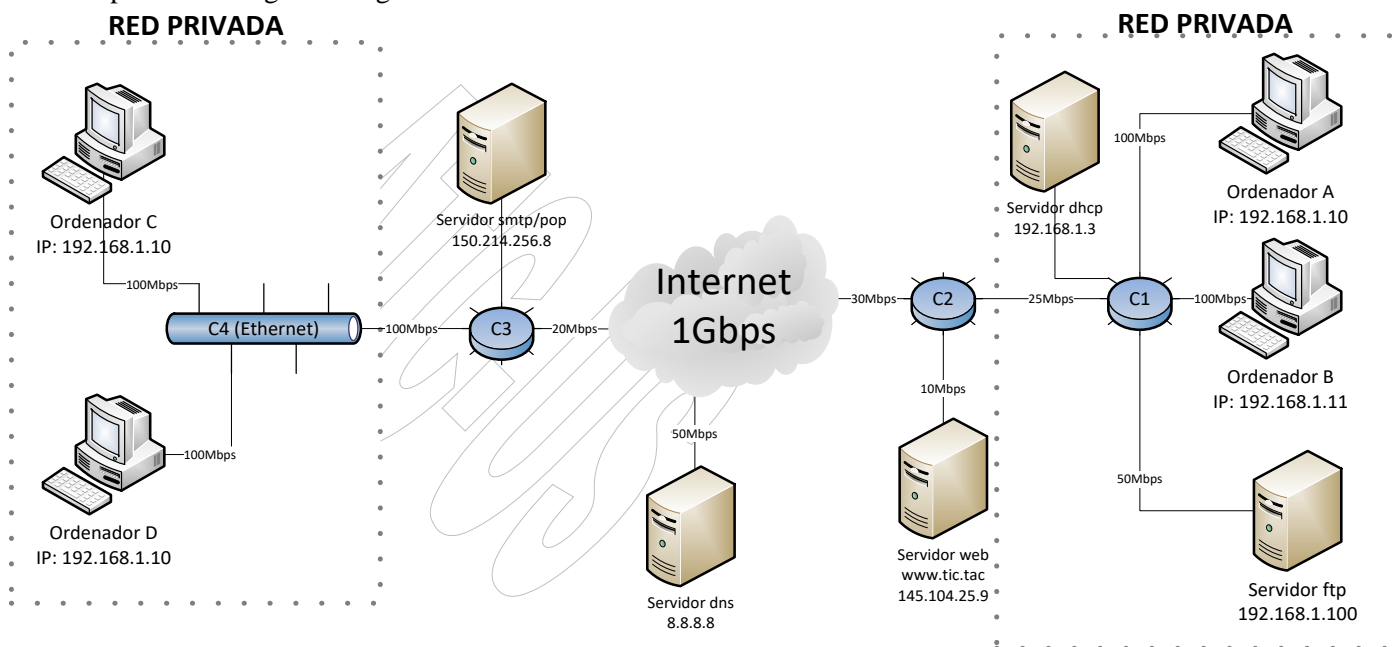 RED PRIVADA
Ordenador C
IP: 192.168.1.10
100Mbps
C4 (Ethernet)
100Mbps
Ordenador D
IP: 192.168.1.10
100Mbps
C3
20Mbps
Servidor smtp/pop
150.214.256.8
Internet
1Gbps
50Mbps
Servidor dns
8.8.8.8
30Mbps
C2
25Mbps
10Mbps
Servidor web
www.tic.tac
145.104.25.9
RED PRIVADA
Servidor dhcp
192.168.1.3
100Mbps
Ordenador A
IP: 192.168.1.10
C1
100Mbps
Ordenador B
IP: 192.168.1.11
50Mbps
Servidor ftp
192.168.1.100